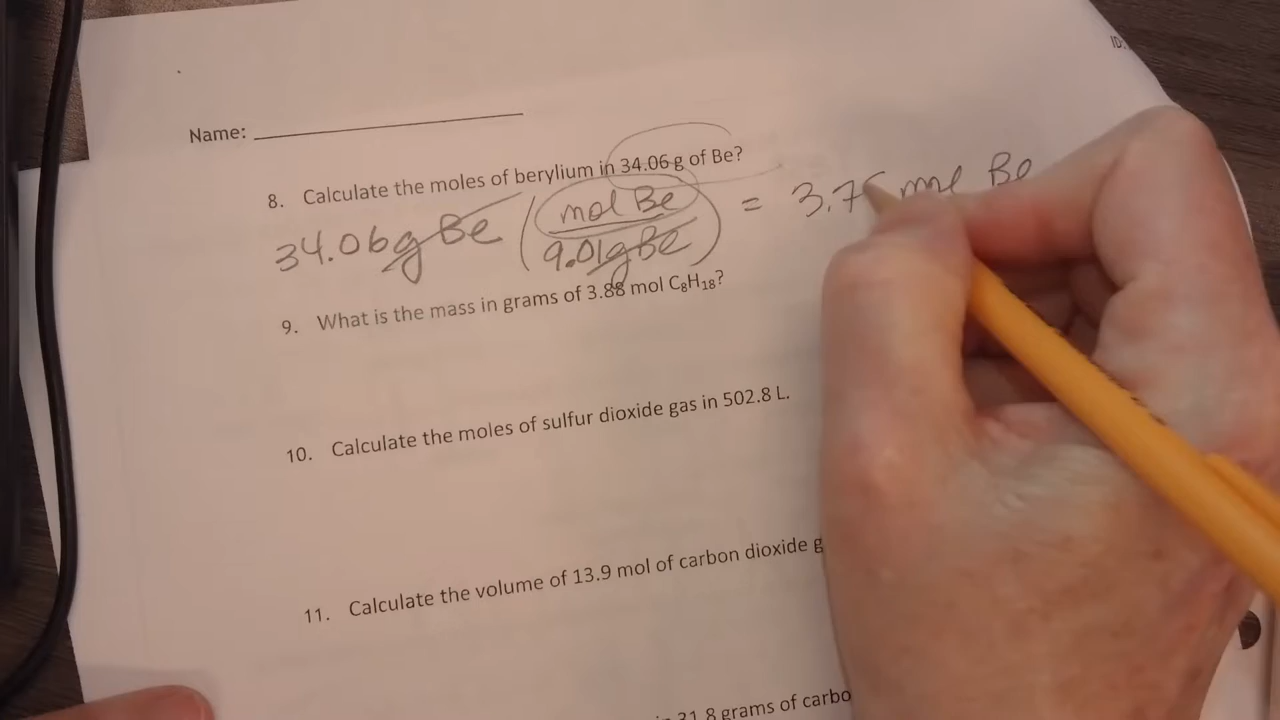 ID:
Name:
8. Calculate the moles of berylium in 34.06 g of Be?
34.06g Be (mol Be / 9.01g Be) = 3.7 mol Be
9. What is the mass in grams of 3.88 mol C₈H₁₈?
10. Calculate the moles of sulfur dioxide gas in 502.8 L.
11. Calculate the volume of 13.9 mol of carbon dioxide g
31.8 grams of carbo